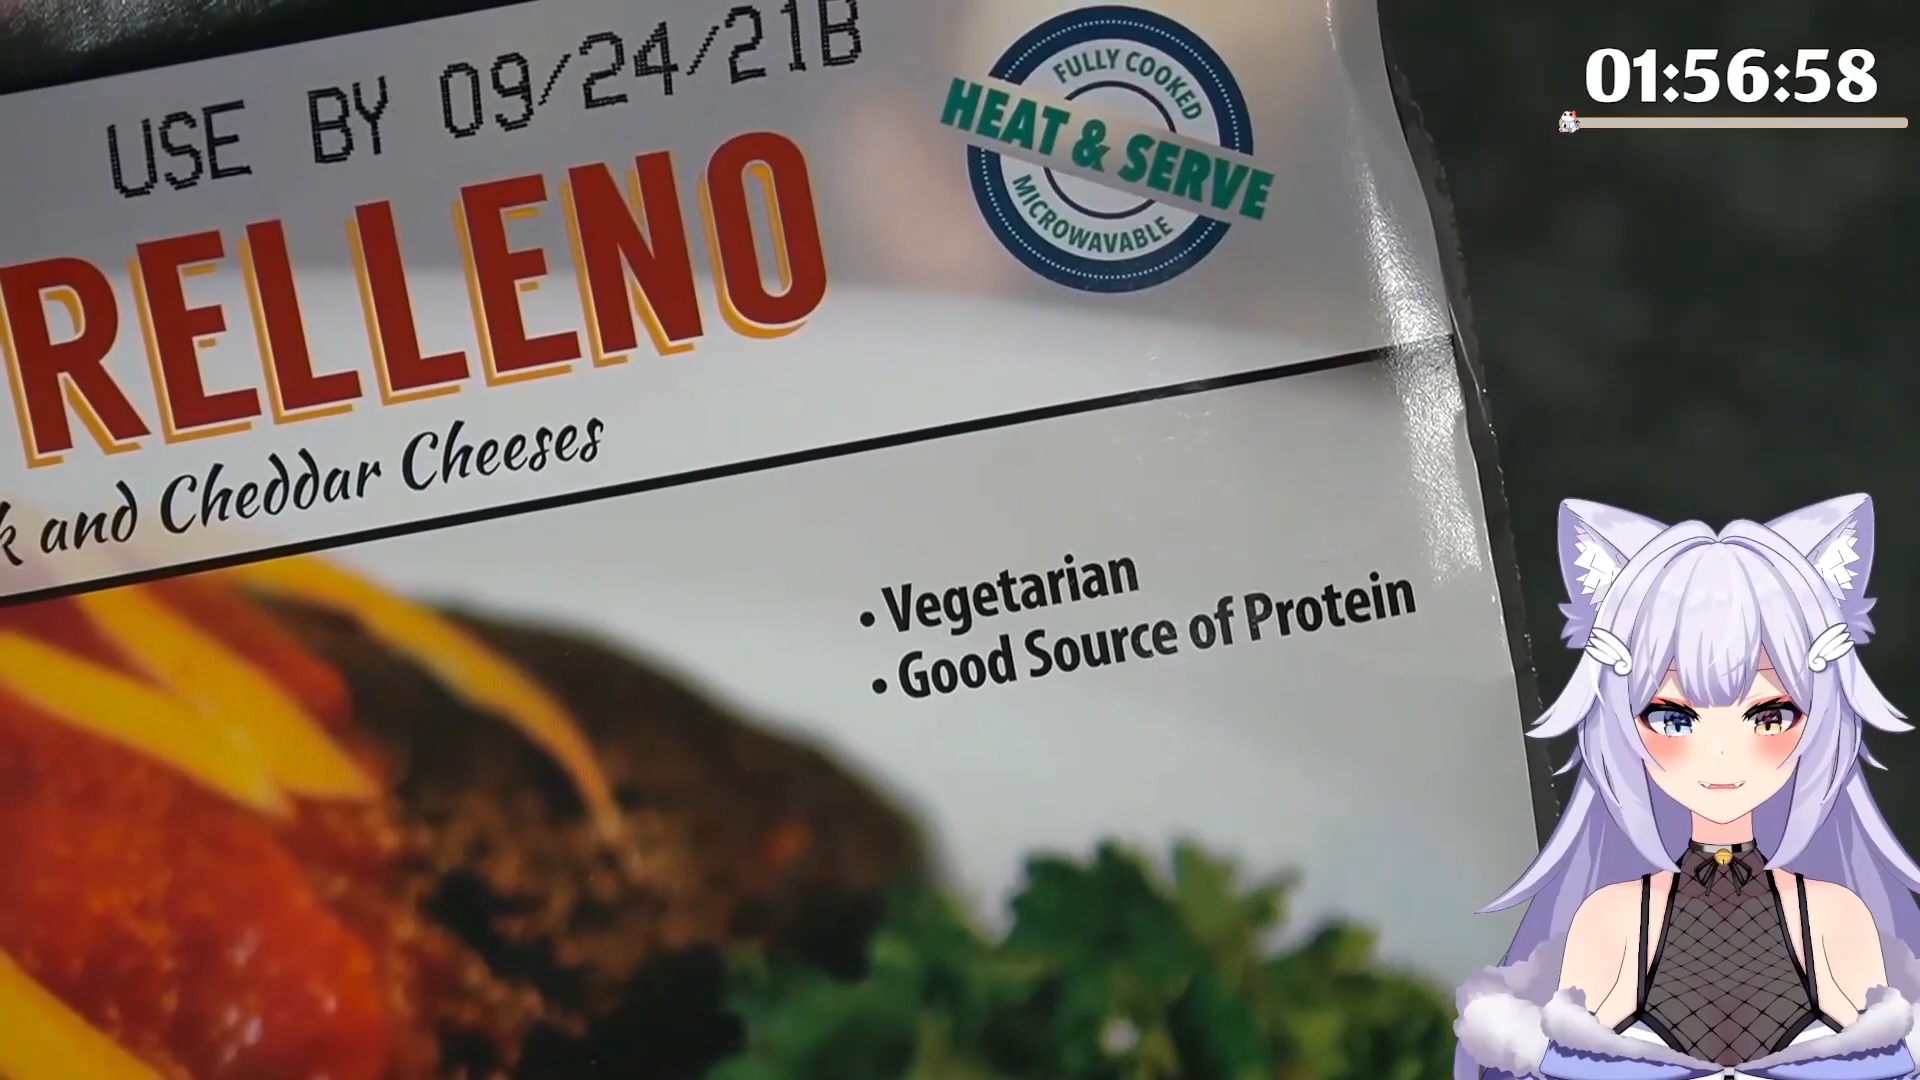 USE BY 09/24/21B
RELLENO
k and Cheddar Cheeses
FULLY COOKED
HEAT & SERVE
MICROWAVABLE
• Vegetarian
• Good Source of Protein
01:56:58